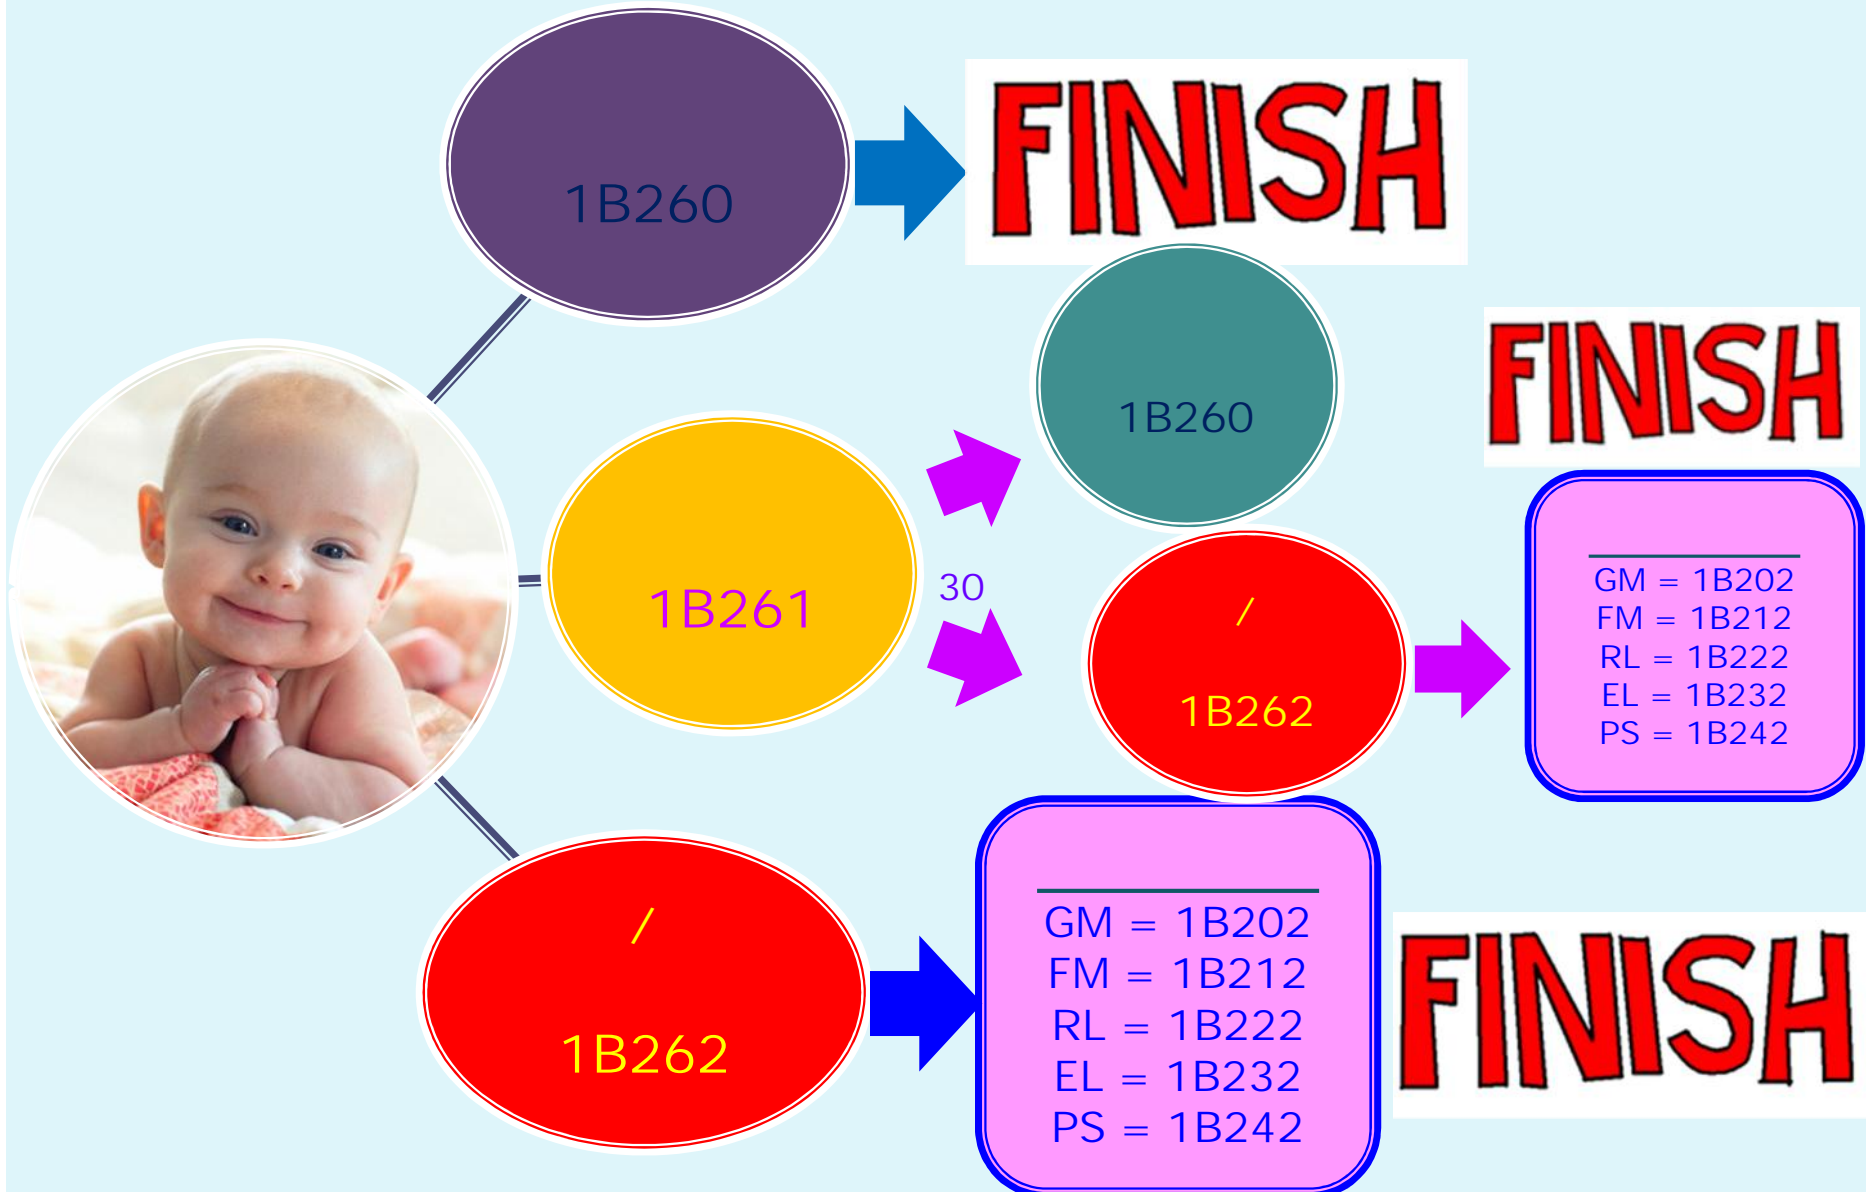 1B260
FINISH
1B260
FINISH
1B261
30
/
1B262
GM = 1B202
FM = 1B212
RL = 1B222
EL = 1B232
PS = 1B242
/
1B262
GM = 1B202
FM = 1B212
RL = 1B222
EL = 1B232
PS = 1B242
FINISH